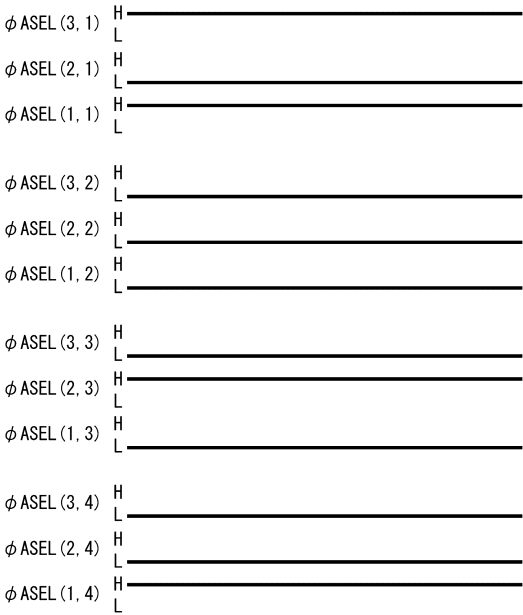 φASEL(3,1) H
L
φASEL(2,1) H
L
φASEL(1,1) H
L
φASEL(3,2) H
L
φASEL(2,2) H
L
φASEL(1,2) H
L
φASEL(3,3) H
L
φASEL(2,3) H
L
φASEL(1,3) H
L
φASEL(3,4) H
L
φASEL(2,4) H
L
φASEL(1,4) H
L